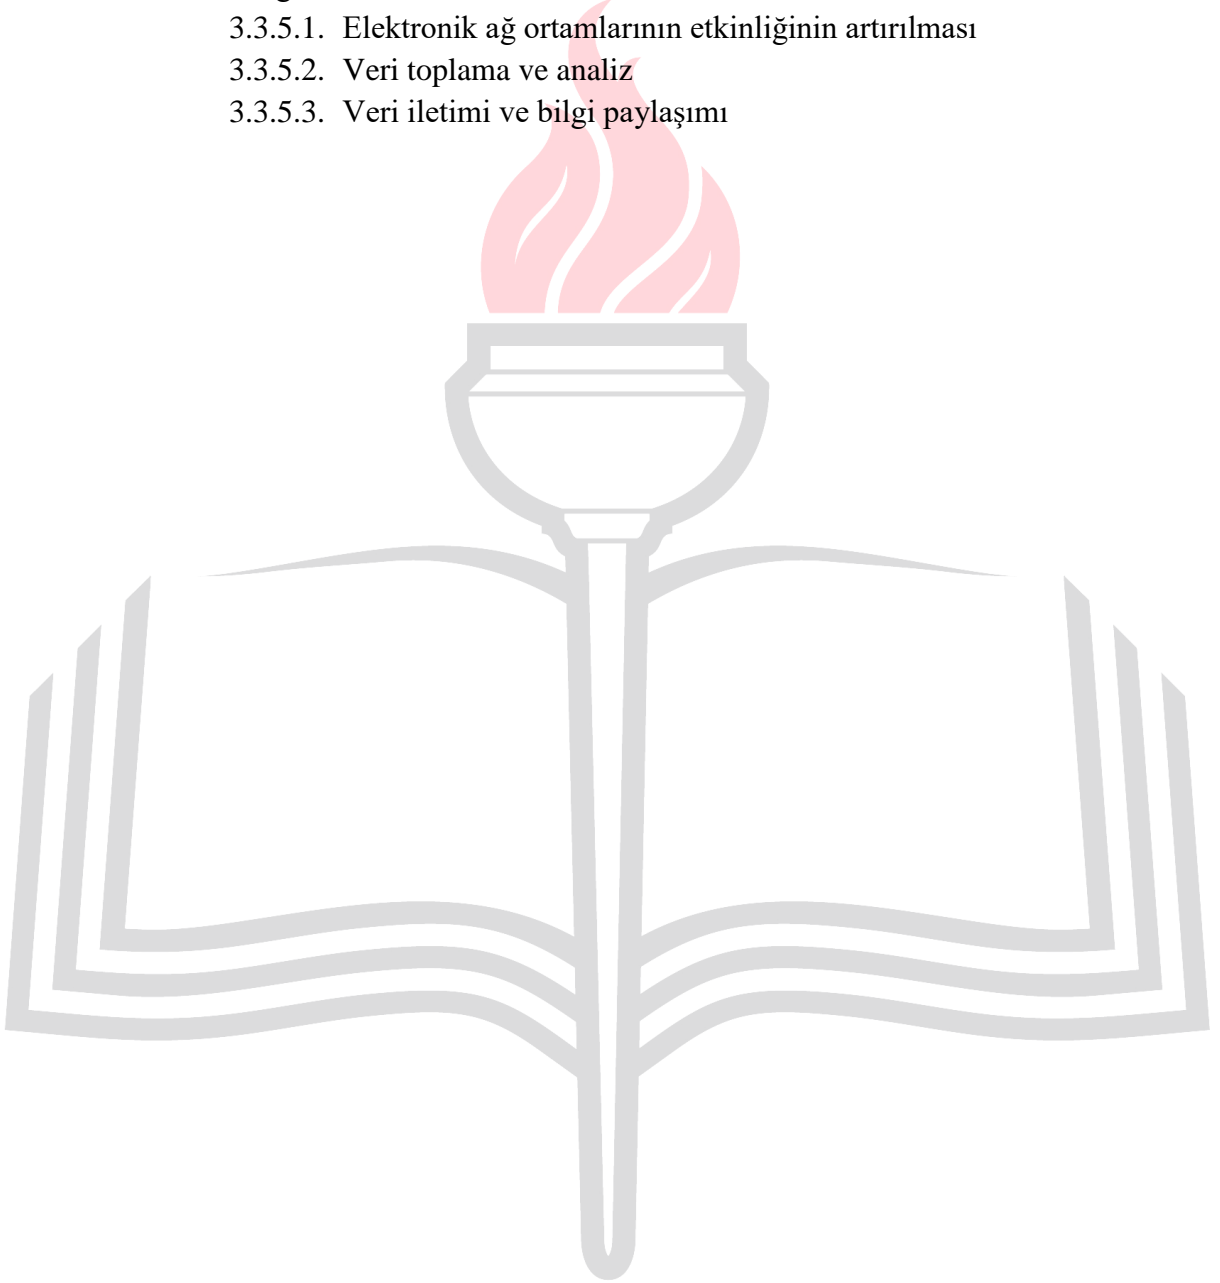 3.3.5.1. Elektronik ağ ortamlarının etkinliğinin artırılması
3.3.5.2. Veri toplama ve analiz
3.3.5.3. Veri iletimi ve bilgi paylaşımı